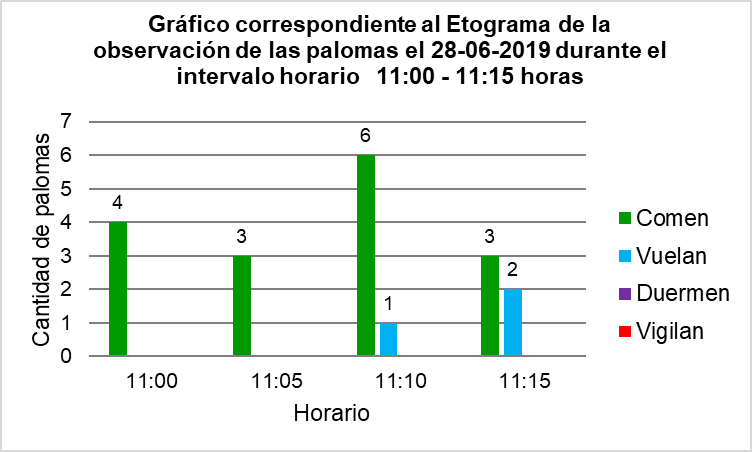 Gráfico correspondiente al Etograma de la
observación de las palomas el 28-06-2019 durante el
intervalo horario 11:00 - 11:15 horas
Cantidad de palomas
7
6
5
4
3
2
1
0
4
3
6
1
3
2
11:00 11:05 11:10 11:15
Horario
Comen
Vuelan
Duermen
Vigilan